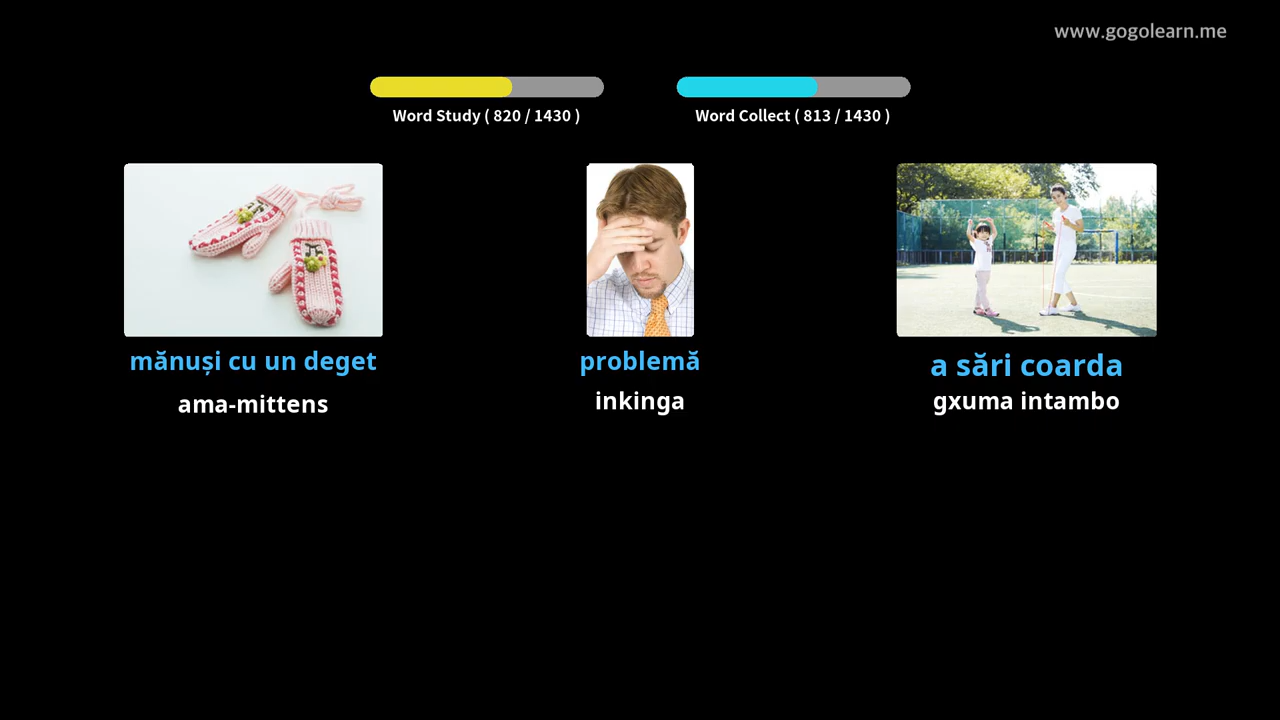 www.gogolearn.me
Word Study ( 820 / 1430 )
Word Collect ( 813 / 1430 )
mănuși cu un deget
problemă
a sări coarda
ama-mittens
inkinga
gxuma intambo